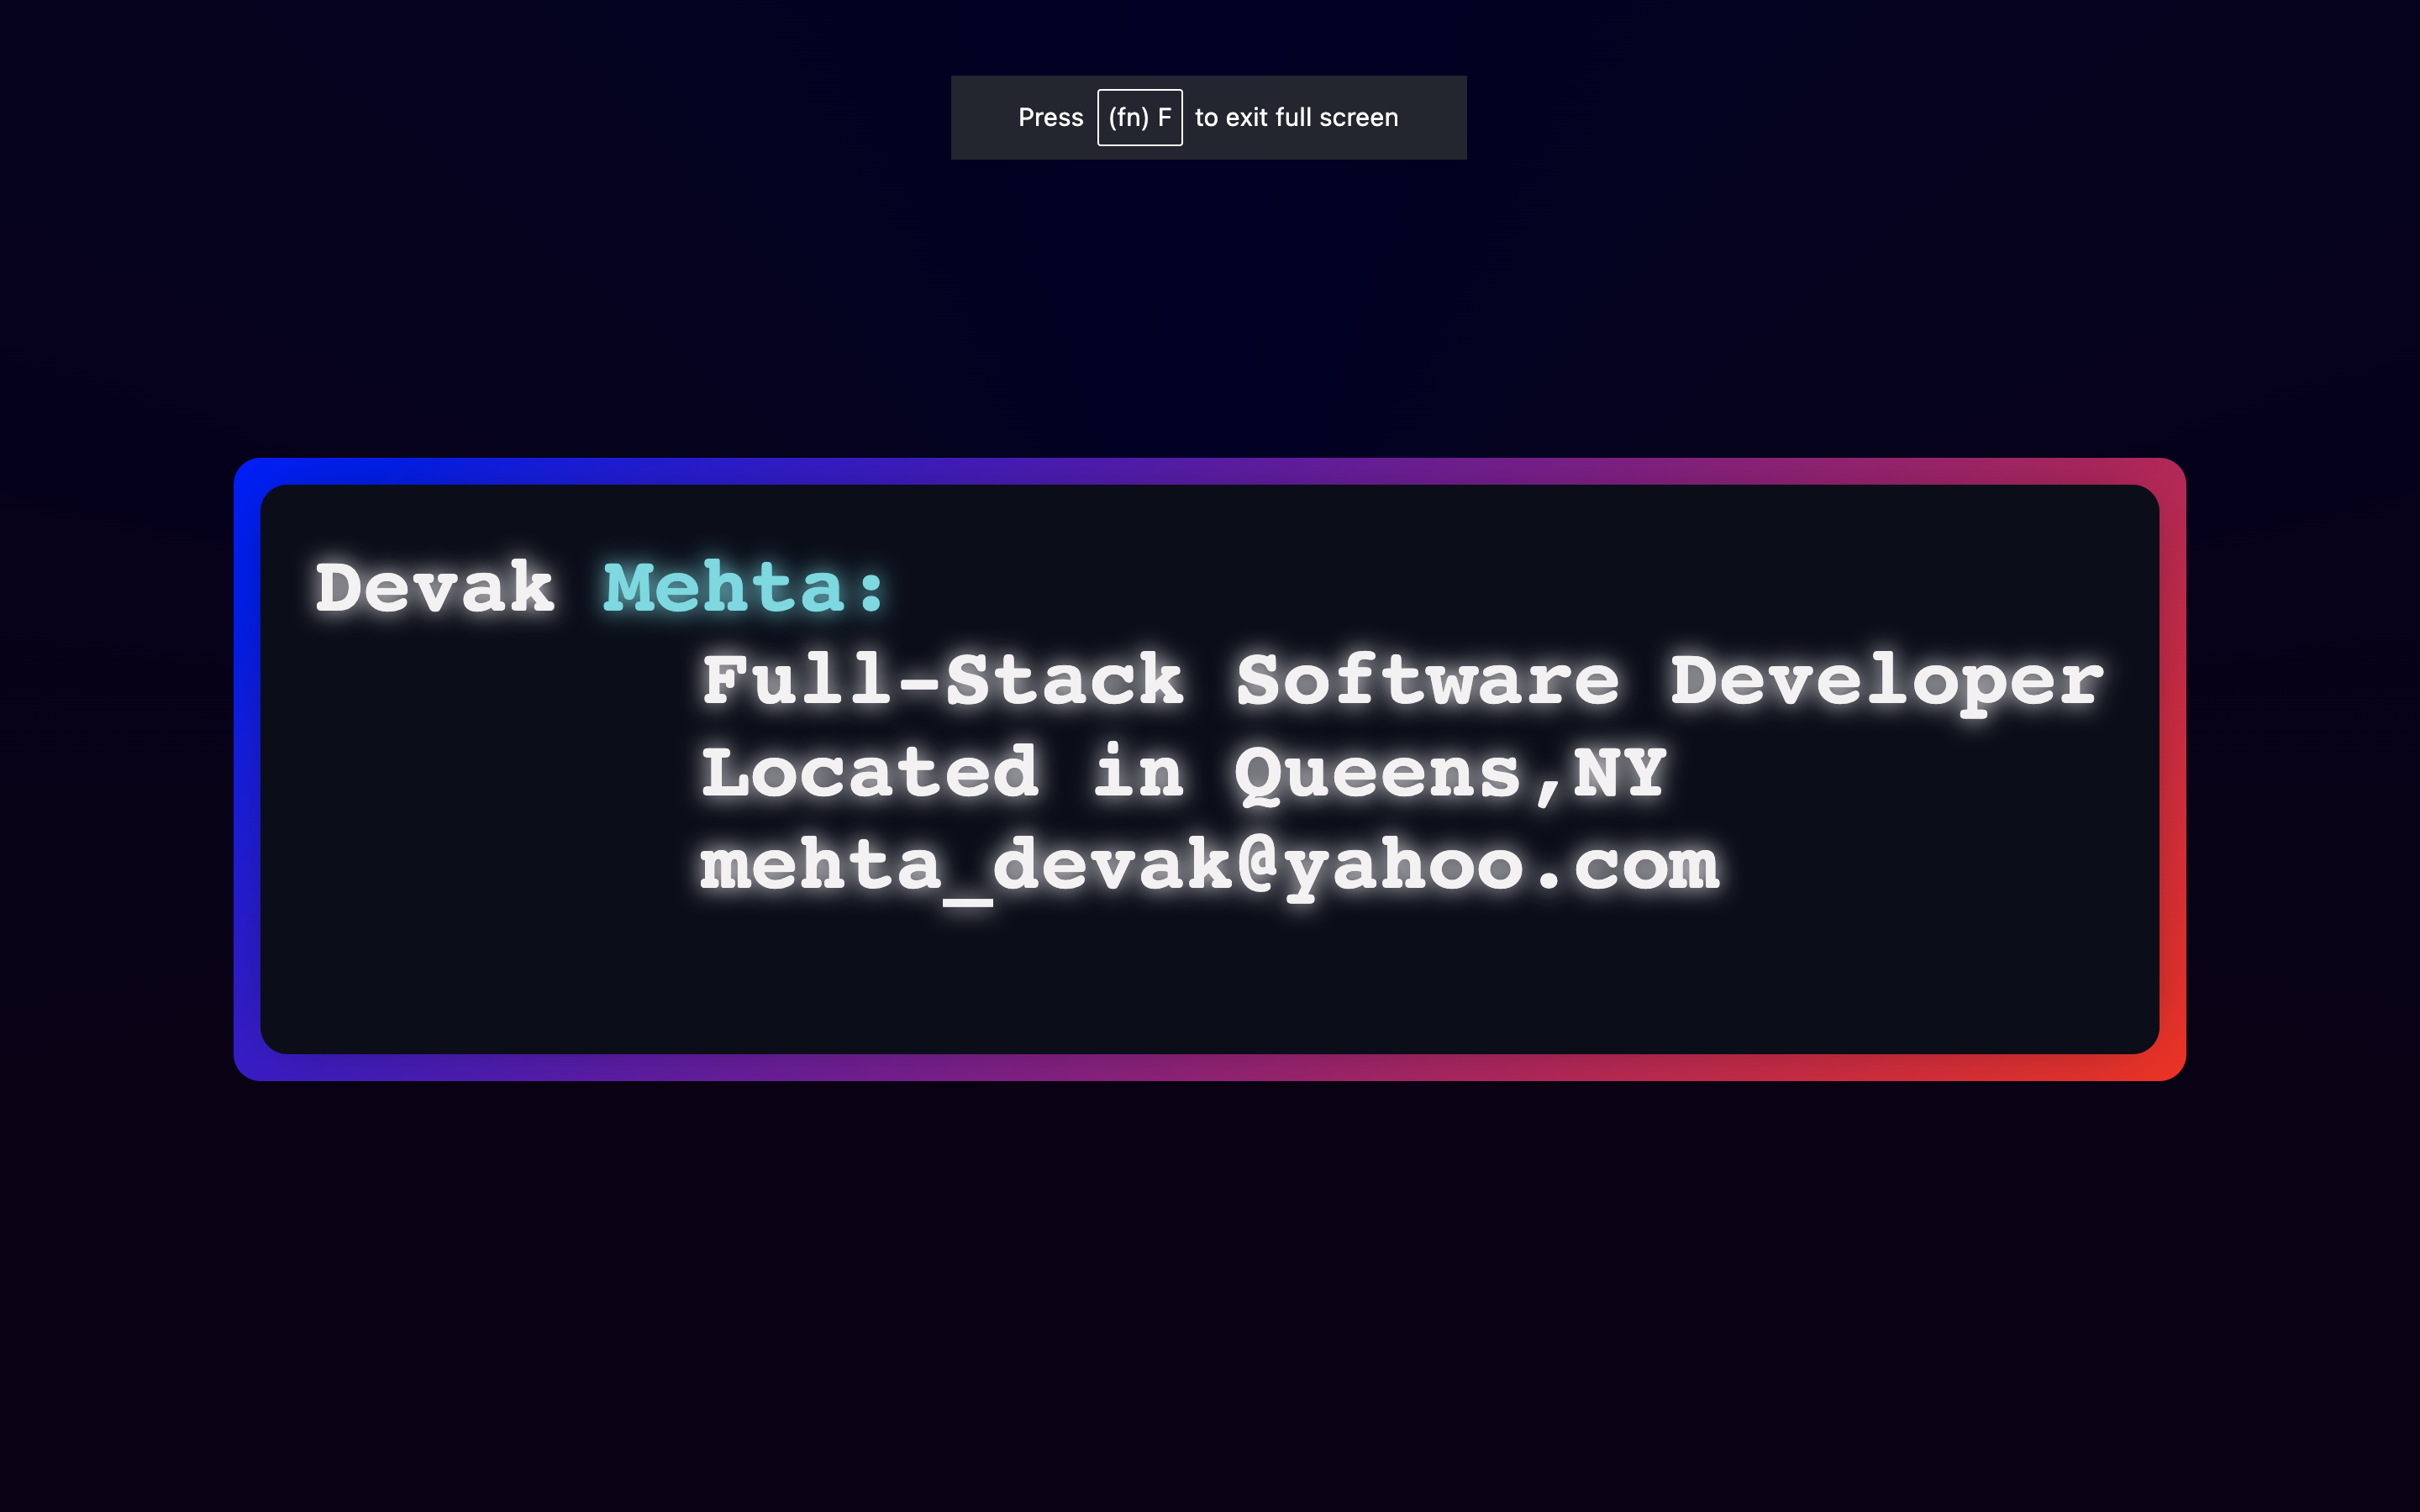 Press (fn) F to exit full screen
Devak Mehta:
Full-Stack Software Developer
Located in Queens,NY
mehta_devak@yahoo.com